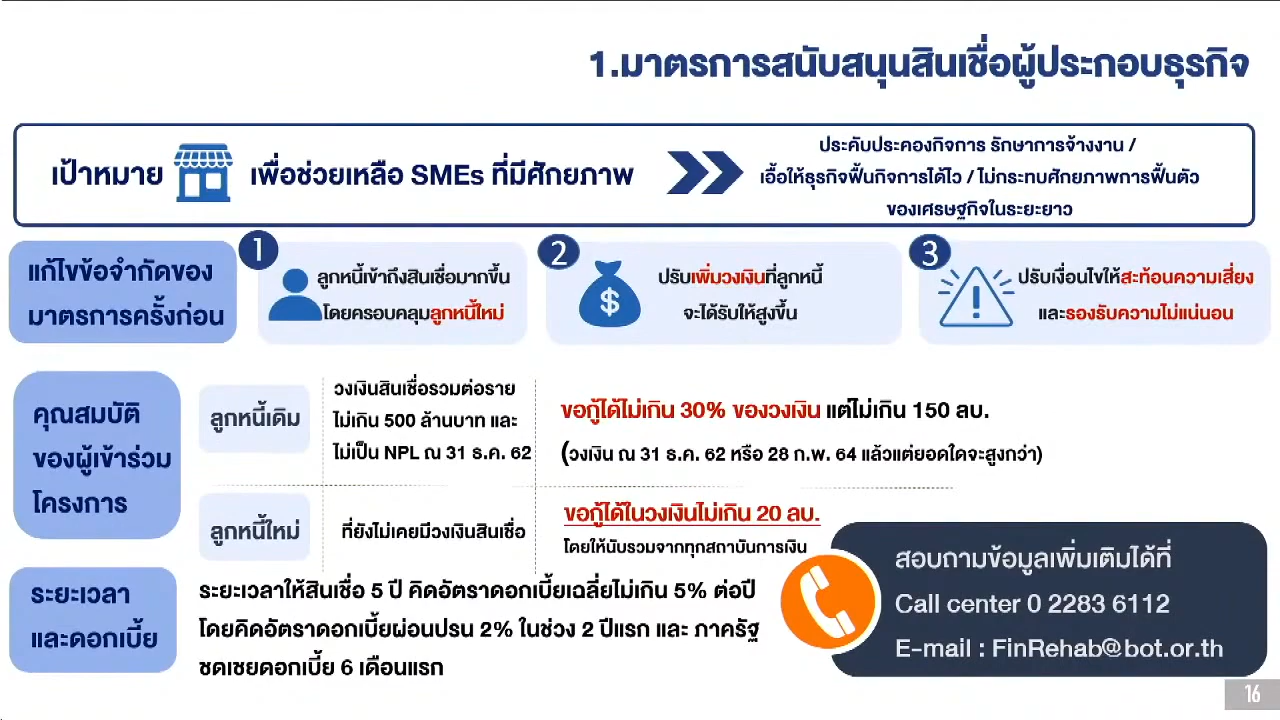 1.มาตรการสนับสนุนสินเชื่อผู้ประกอบธุรกิจ
เป้าหมาย เพื่อช่วยเหลือ SMEs ที่มีศักยภาพ
ประคับประคองกิจการ รักษาการจ้างงาน /
เอื้อให้ธุรกิจฟื้นกิจการได้ไว / ไม่กระทบศักยภาพการฟื้นตัว
ของเศรษฐกิจในระยะยาว
แก้ไขข้อจำกัดของ
มาตรการครั้งก่อน
1
ลูกหนี้เข้าถึงสินเชื่อมากขึ้น
โดยครอบคลุมลูกหนี้ใหม่
2
$
ปรับเพิ่มวงเงินที่ลูกหนี้
จะได้รับให้สูงขึ้น
3
ปรับเงื่อนไขให้สะท้อนความเสี่ยง
และรองรับความไม่แน่นอน
คุณสมบัติ
ของผู้เข้าร่วม
โครงการ
ลูกหนี้เดิม
วงเงินสินเชื่อรวมต่อราย
ไม่เกิน 500 ล้านบาท และ
ไม่เป็น NPL ณ 31 ธ.ค. 62
ขอกู้ได้ไม่เกิน 30% ของวงเงิน แต่ไม่เกิน 150 ลบ.
(วงเงิน ณ 31 ธ.ค. 62 หรือ 28 ก.พ. 64 แล้วแต่ยอดใดจะสูงกว่า)
ลูกหนี้ใหม่
ที่ยังไม่เคยมีวงเงินสินเชื่อ
ขอกู้ได้ในวงเงินไม่เกิน 20 ลบ.
โดยให้นับรวมจากทุกสถาบันการเงิน
ระยะเวลา
และดอกเบี้ย
ระยะเวลาให้สินเชื่อ 5 ปี คิดอัตราดอกเบี้ยเฉลี่ยไม่เกิน 5% ต่อปี
โดยคิดอัตราดอกเบี้ยผ่อนปรน 2% ในช่วง 2 ปีแรก และ ภาครัฐ
ชดเชยดอกเบี้ย 6 เดือนแรก
สอบถามข้อมูลเพิ่มเติมได้ที่
Call center 0 2283 6112
E-mail : FinRehab@bot.or.th
16